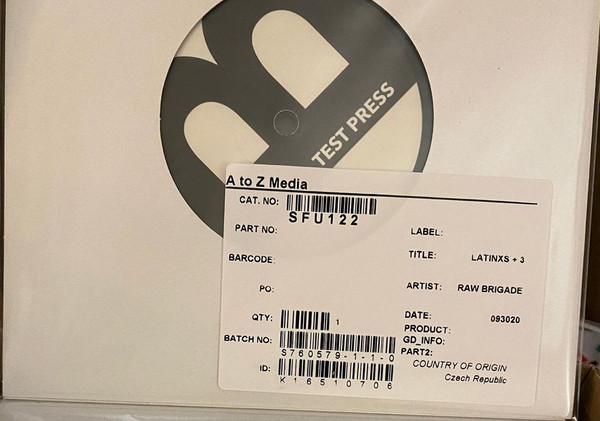 TEST PRESS
A to Z Media
CAT. NO:
SFU122
PART NO:
LABEL:
TITLE: LATINXS + 3
BARCODE:
PO:
ARTIST: RAW BRIGADE
QTY: 1
DATE: 093020
PRODUCT:
BATCH NO:
GD_INFO:
S760579-1-1-0
PART2:
COUNTRY OF ORIGIN
Czech Republic
ID:
K16510706